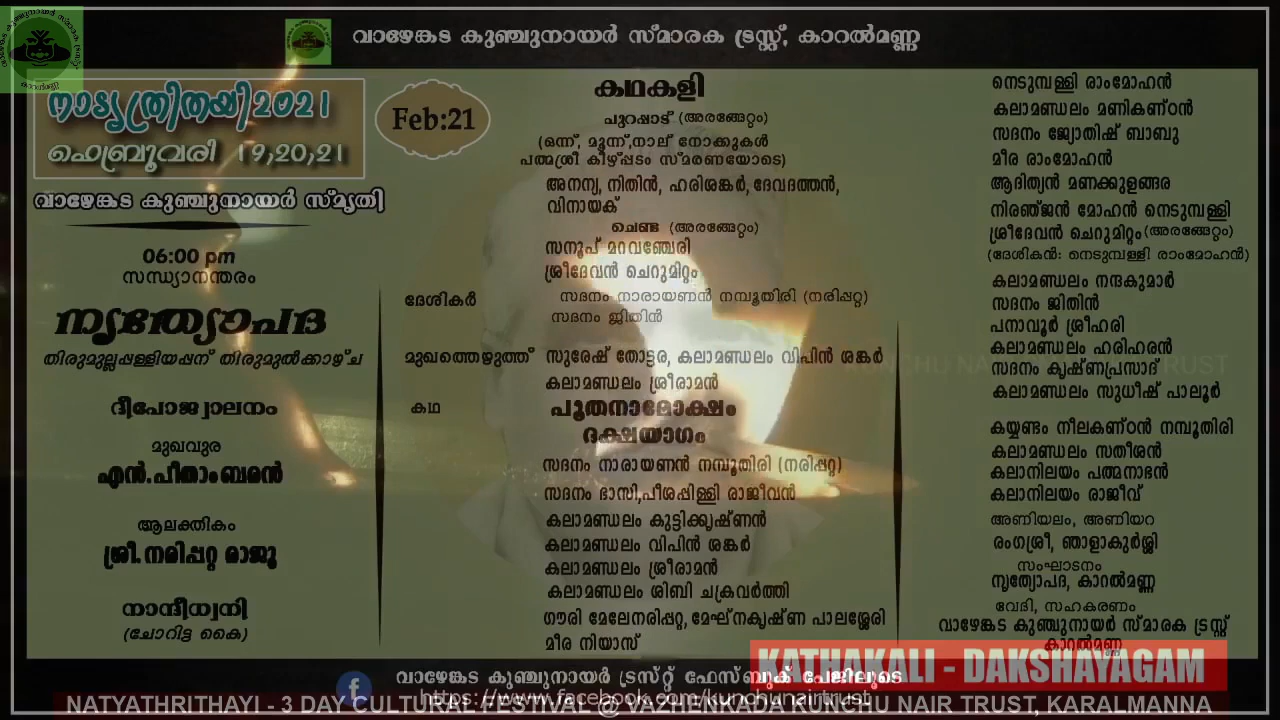 വാഴേങ്കട കുഞ്ചുനായർ സ്മാരക ട്രസ്റ്റ്, കാറൽമണ്ണ
നാട്യത്രിതയി2021
ഫെബ്രുവരി 19,20,21
വാഴേങ്കട കുഞ്ചുനായർ സ്മൃതി
06:00 pm
സന്ധ്യാനന്തരം
നൃത്ത്യോപദ
തിരുമുല്ലപ്പള്ളിയപ്പന് തിരുമുൽക്കാഴ്ച
ദീപോജ്വാലനം
മുഖവുര
എൻ.പീതാംബരൻ
ആലക്തികം
ശ്രീ.നരിപ്പറ്റ രാജൂ
നാന്ദീധ്വനി
(ചോറിട്ട കൈ)
Feb:21
കഥകളി
പുറപ്പാട് (അരങ്ങേറ്റം)
(ഒന്ന്, മൂന്ന്,നാല് നോക്കുകൾ
പത്മശ്രീ കീഴ്പ്പടം സ്മരണയോടെ)
അനന്യ, നിതിൻ, ഹരിശങ്കർ, ദേവദത്തൻ,
വിനായക്
ചെണ്ട (അരങ്ങേറ്റം)
സനൂപ് മറവഞ്ചേരി
ശ്രീദേവൻ ചെറുമിറ്റം
ദേശികർ സദനം നാരായണൻ നമ്പൂതിരി (നരിപ്പറ്റ)
സദനം ജിതിൻ
മുഖത്തെഴുത്ത് സുരേഷ് തോട്ടര, കലാമണ്ഡലം വിപിൻ ശങ്കർ
കലാമണ്ഡലം ശ്രീരാമൻ
കഥ പൂതനാമോക്ഷം
ദക്ഷയാഗം
സദനം നാരായണൻ നമ്പൂതിരി (നരിപ്പറ്റ)
സദനം ഭാസി,പീശപ്പിള്ളി രാജീവൻ
കലാമണ്ഡലം കുട്ടിക്കൃഷ്ണൻ
കലാമണ്ഡലം വിപിൻ ശങ്കർ
കലാമണ്ഡലം ശ്രീരാമൻ
കലാമണ്ഡലം ശിബി ചക്രവർത്തി
ഗൗരി മേലേനരിപ്പറ്റ, മേഘ്നകൃഷ്ണ പാലശ്ശേരി
മീര നിയാസ്
നെടുമ്പള്ളി രാംമോഹൻ
കലാമണ്ഡലം മണികണ്ഠൻ
സദനം ജ്യോതിഷ് ബാബു
മീര രാംമോഹൻ
ആദിത്യൻ മണക്കുളങ്ങര
നിരഞ്ജൻ മോഹൻ നെടുമ്പള്ളി
ശ്രീദേവൻ ചെറുമിറ്റം (അരങ്ങേറ്റം)
(ദേശികൻ: നെടുമ്പള്ളി രാംമോഹൻ)
കലാമണ്ഡലം നന്ദകുമാർ
സദനം ജിതിൻ
പനാവൂർ ശ്രീഹരി
കലാമണ്ഡലം ഹരിഹരൻ
സദനം കൃഷ്ണപ്രസാദ്
കലാമണ്ഡലം സുധീഷ് പാലൂർ
കയ്യണ്ടം നീലകണ്ഠൻ നമ്പൂതിരി
കലാമണ്ഡലം സതീശൻ
കലാനിലയം പത്മനാഭൻ
കലാനിലയം രാജീവ്
അണിയലം, അണിയറ
രംഗശ്രീ, ഞാളാകുർശ്ശി
സംഘാടനം
നൃത്യോപദ, കാറൽമണ്ണ
വേദി, സഹകരണം
വാഴേങ്കട കുഞ്ചുനായർ സ്മാരക ട്രസ്റ്റ്
കാറൽമണ്ണ
KUNCHU NAIR TRUST
KATHAKALI - DAKSHAYAGAM
വാഴേങ്കട കുഞ്ചുനായർ ട്രസ്റ്റ് ഫേസ്ബുക് പേജിലൂടെ
https://www.facebook.com/kunchunairtrust
NATYATHRITHAYI - 3 DAY CULTURAL FESTIVAL @ VAZHENKADA KUNCHU NAIR TRUST, KARALMANNA